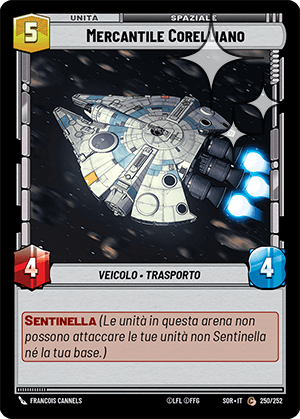 UNITÀ
SPAZIALE
5
MERCANTILE CORELLIANO
4
4
VEICOLO • TRASPORTO
SENTINELLA (Le unità in questa arena non
possono attaccare le tue unità non Sentinella
né la tua base.)
FRANCOIS CANNELS
©LFL ©FFG
SOR • IT
C
250/252